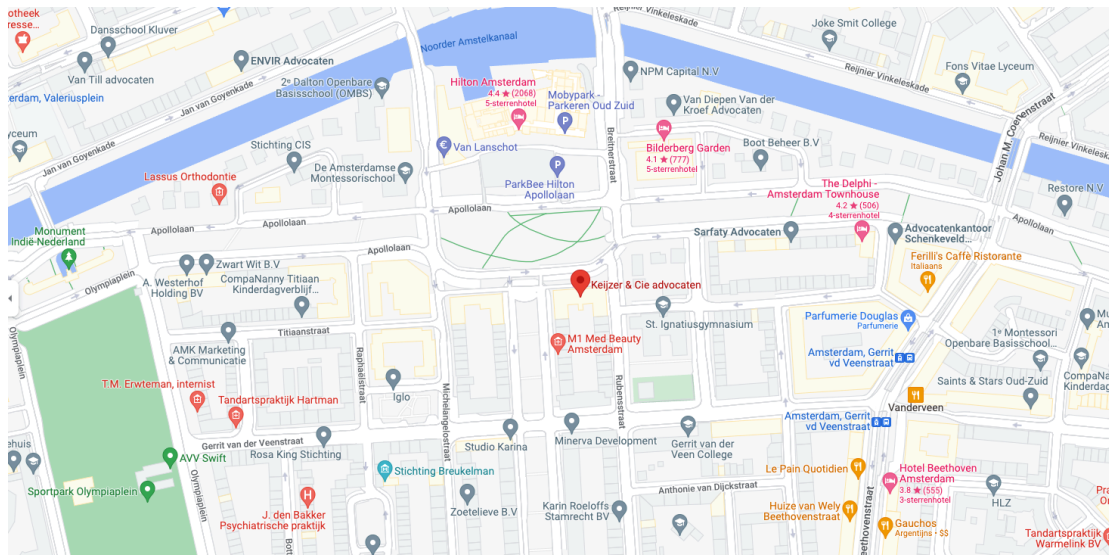 otheek
resse...
Dansschool Kluver
Van Till advocaten
erdam, Valeriusplein
ENVIR Advocaten
Jan van Goyenkade
2e Dalton Openbare
Basisschool (OMBS)
Noorder Amstelkanaal
Hilton Amsterdam
4.4 ★ (2068)
5-sterrenhotel
Mobypark -
Parkeren Oud Zuid
Breitnerstraat
NPM Capital N.V
Reijnier Vinkeleskade
Joke Smit College
Reijnier Vinkeleskade
Fons Vitae Lyceum
Johan M. Coenenstraat
Reijnier Vinkeleskade
Van Diepen Van der
Kroef Advocaten
Bilderberg Garden
4.1 ★ (777)
5-sterrenhotel
Boot Beheer B.V
The Delphi -
Amsterdam Townhouse
4.2 ★ (506)
4-sterrenhotel
Restore N V
Apollolaan
yceum
Jan van Goyenkade
Stichting CIS
Van Lanschot
De Amsterdamse
Montessorischool
ParkBee Hilton
Apollolaan
Lassus Orthodontie
Apollolaan
Apollolaan
Apollolaan
Apollolaan
Monument
Indië-Nederland
Sarfaty Advocaten
Advocatenkantoor
Schenkeveld...
Ferilli's Caffè Ristorante
Italiaans
Zwart Wit B.V
A. Westerhof
Holding BV
CompaNanny Titiaan
Kinderdagverblijf...
Olympiaplein
Olympiaplein
Titiaanstraat
AMK Marketing
& Communicatie
Keijzer & Cie advocaten
St. Ignatiusgymnasium
M1 Med Beauty
Amsterdam
Parfumerie Douglas
Parfumerie
Amsterdam, Gerrit
vd Veenstraat
1e Montessori
Openbare Basisschool...
CompaNa
Kinderdag
Saints & Stars Oud-Zuid
Vanderveen
Amsterdam, Gerrit
vd Veenstraat
T.M. Erwteman, internist
Tandartspraktijk Hartman
Raphaëlstraat
Iglo
Michelangelostraat
Rubensstraat
Studio Karina
Minerva Development
Gerrit van der
Veen College
Gerrit van der Veenstraat
Rosa King Stichting
AVV Swift
Sportpark Olympiaplein
Stichting Breukelman
J. den Bakker
Psychiatrische praktijk
Zoetelieve B.V
Karin Roeloffs
Stamrecht BV
Anthonie van Dijckstraat
Le Pain Quotidien
Huize van Wely
Beethovenstraat
Hotel Beethoven
Amsterdam
3.8 ★ (555)
3-sterrenhotel
Gauchos
Argentijns · $$
eethovenstraat
HLZ
Tandartspraktijk
Warmelink BV
ehuis
Bott